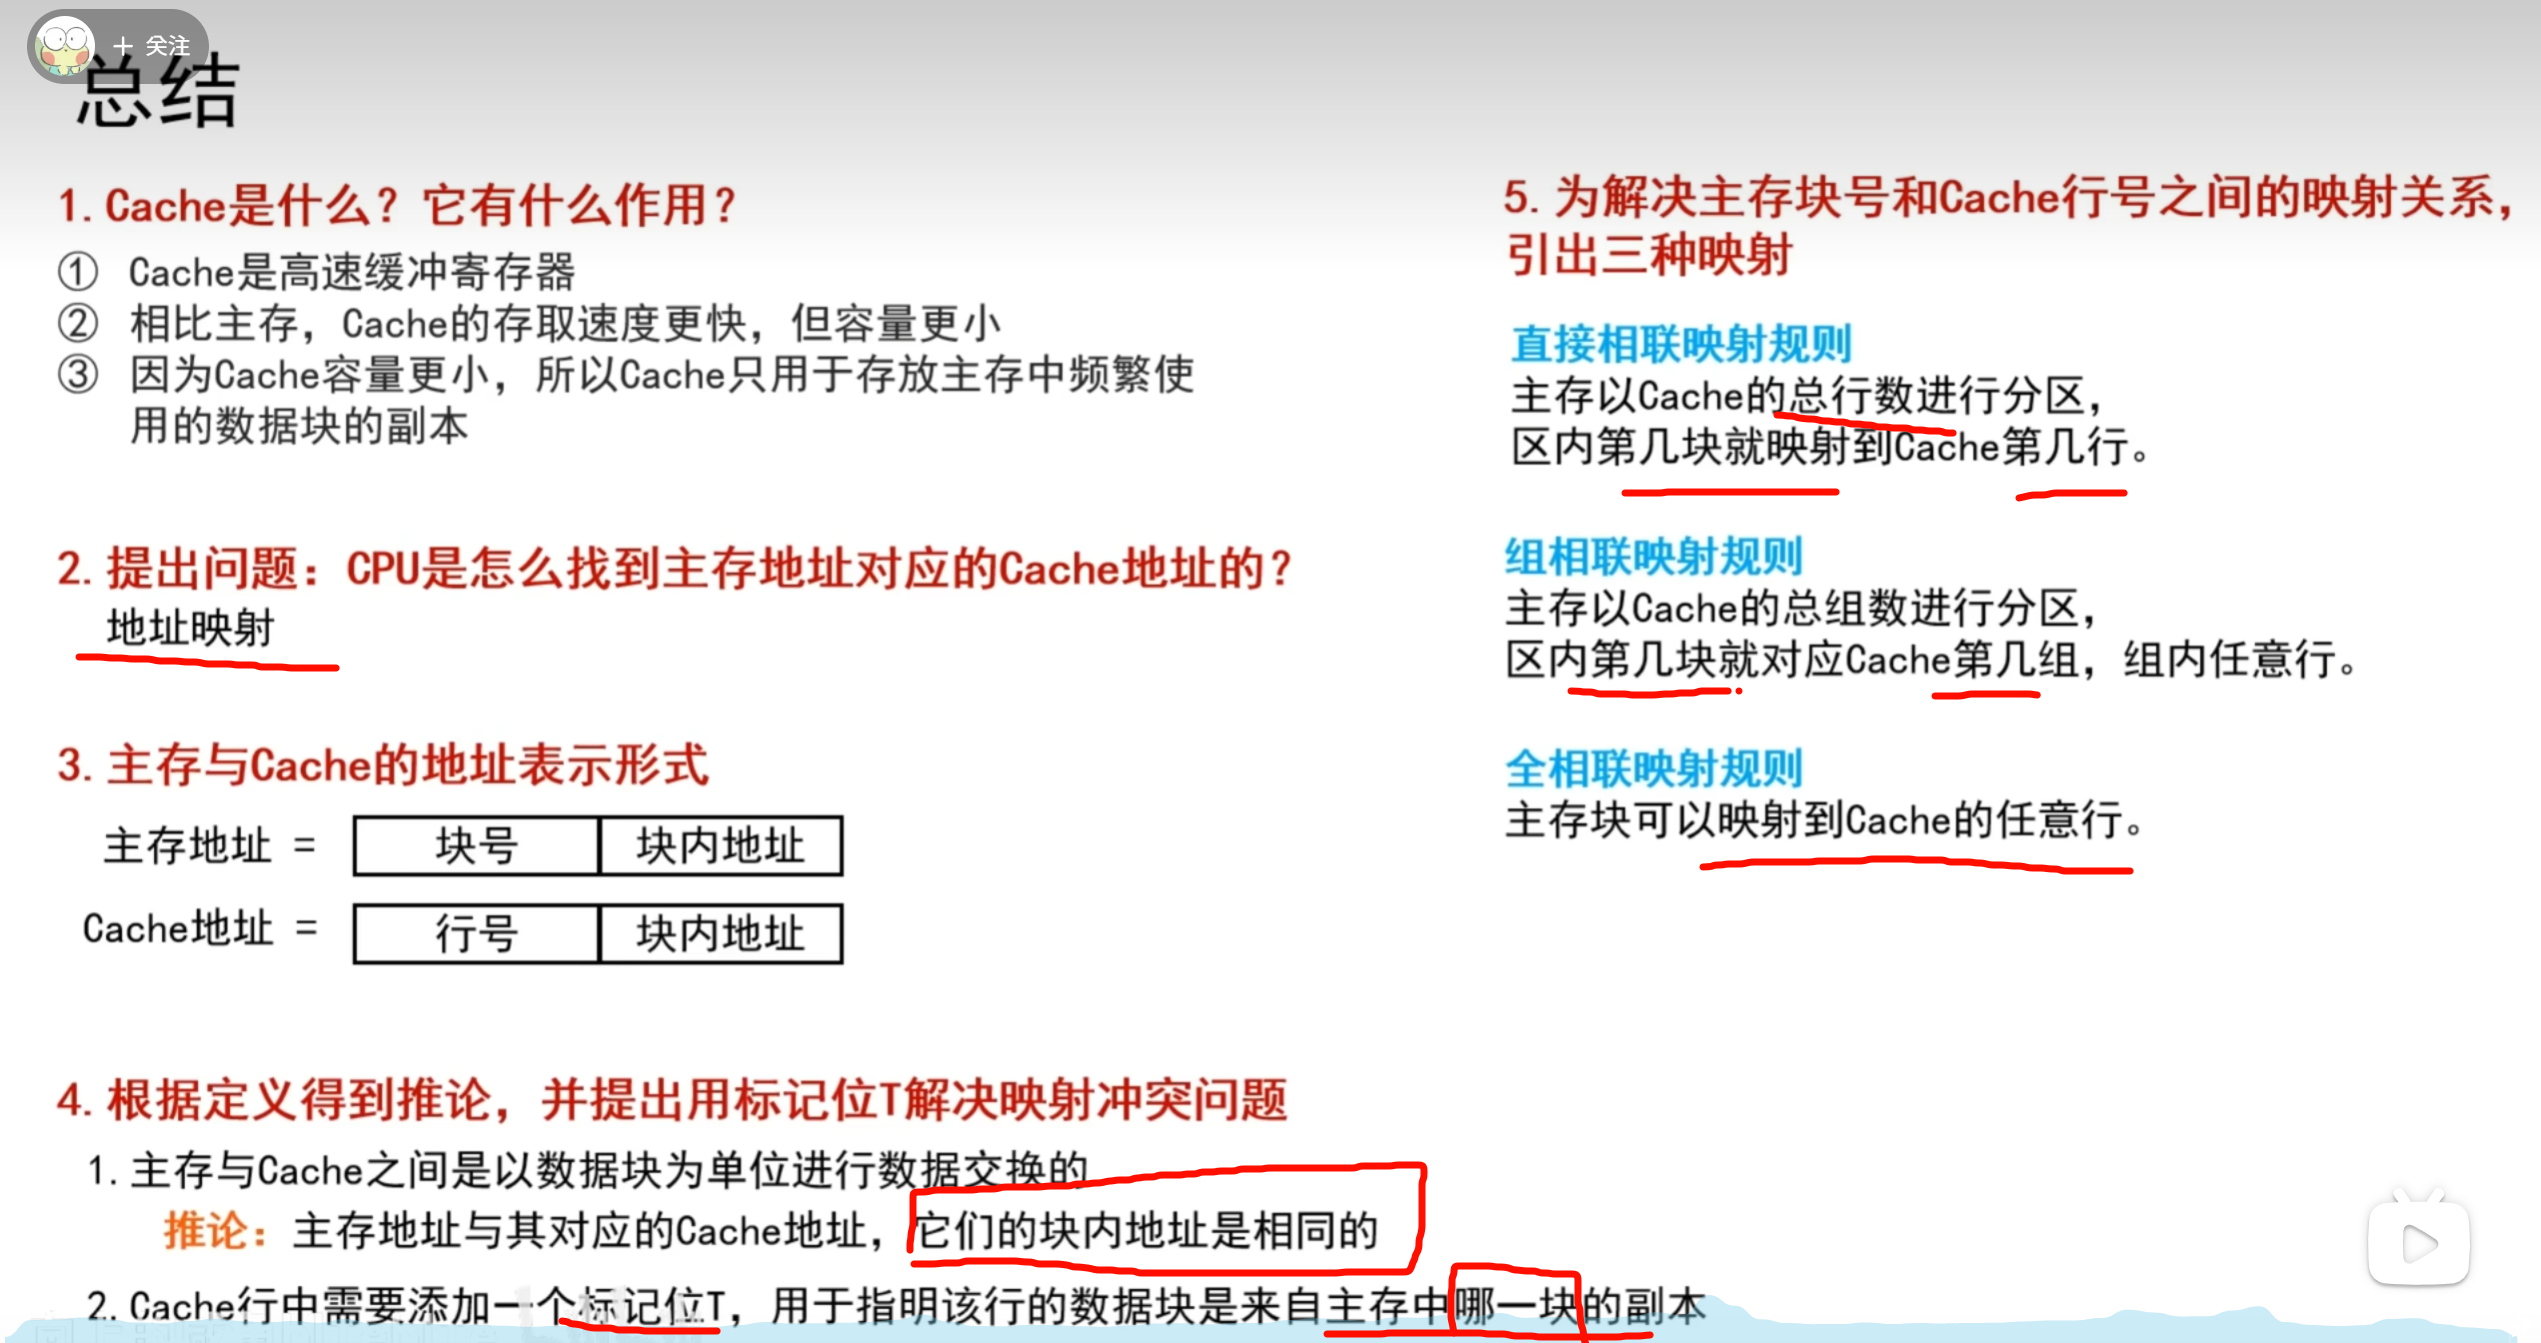 + 关注
总结
1. Cache是什么？它有什么作用？
① Cache是高速缓冲寄存器
② 相比主存，Cache的存取速度更快，但容量更小
③ 因为Cache容量更小，所以Cache只用于存放主存中频繁使
用的数据块的副本
2. 提出问题：CPU是怎么找到主存地址对应的Cache地址的？
地址映射
3. 主存与Cache的地址表示形式
主存地址 = 块号 块内地址
Cache地址 = 行号 块内地址
4. 根据定义得到推论，并提出用标记位T解决映射冲突问题
1. 主存与Cache之间是以数据块为单位进行数据交换的
推论：主存地址与其对应的Cache地址，它们的块内地址是相同的
2. Cache行中需要添加一个标记位T，用于指明该行的数据块是来自主存中哪一块的副本
5. 为解决主存块号和Cache行号之间的映射关系，
引出三种映射
直接相联映射规则
主存以Cache的总行数进行分区，
区内第几块就映射到Cache第几行。
组相联映射规则
主存以Cache的总组数进行分区，
区内第几块就对应Cache第几组，组内任意行。
全相联映射规则
主存块可以映射到Cache的任意行。